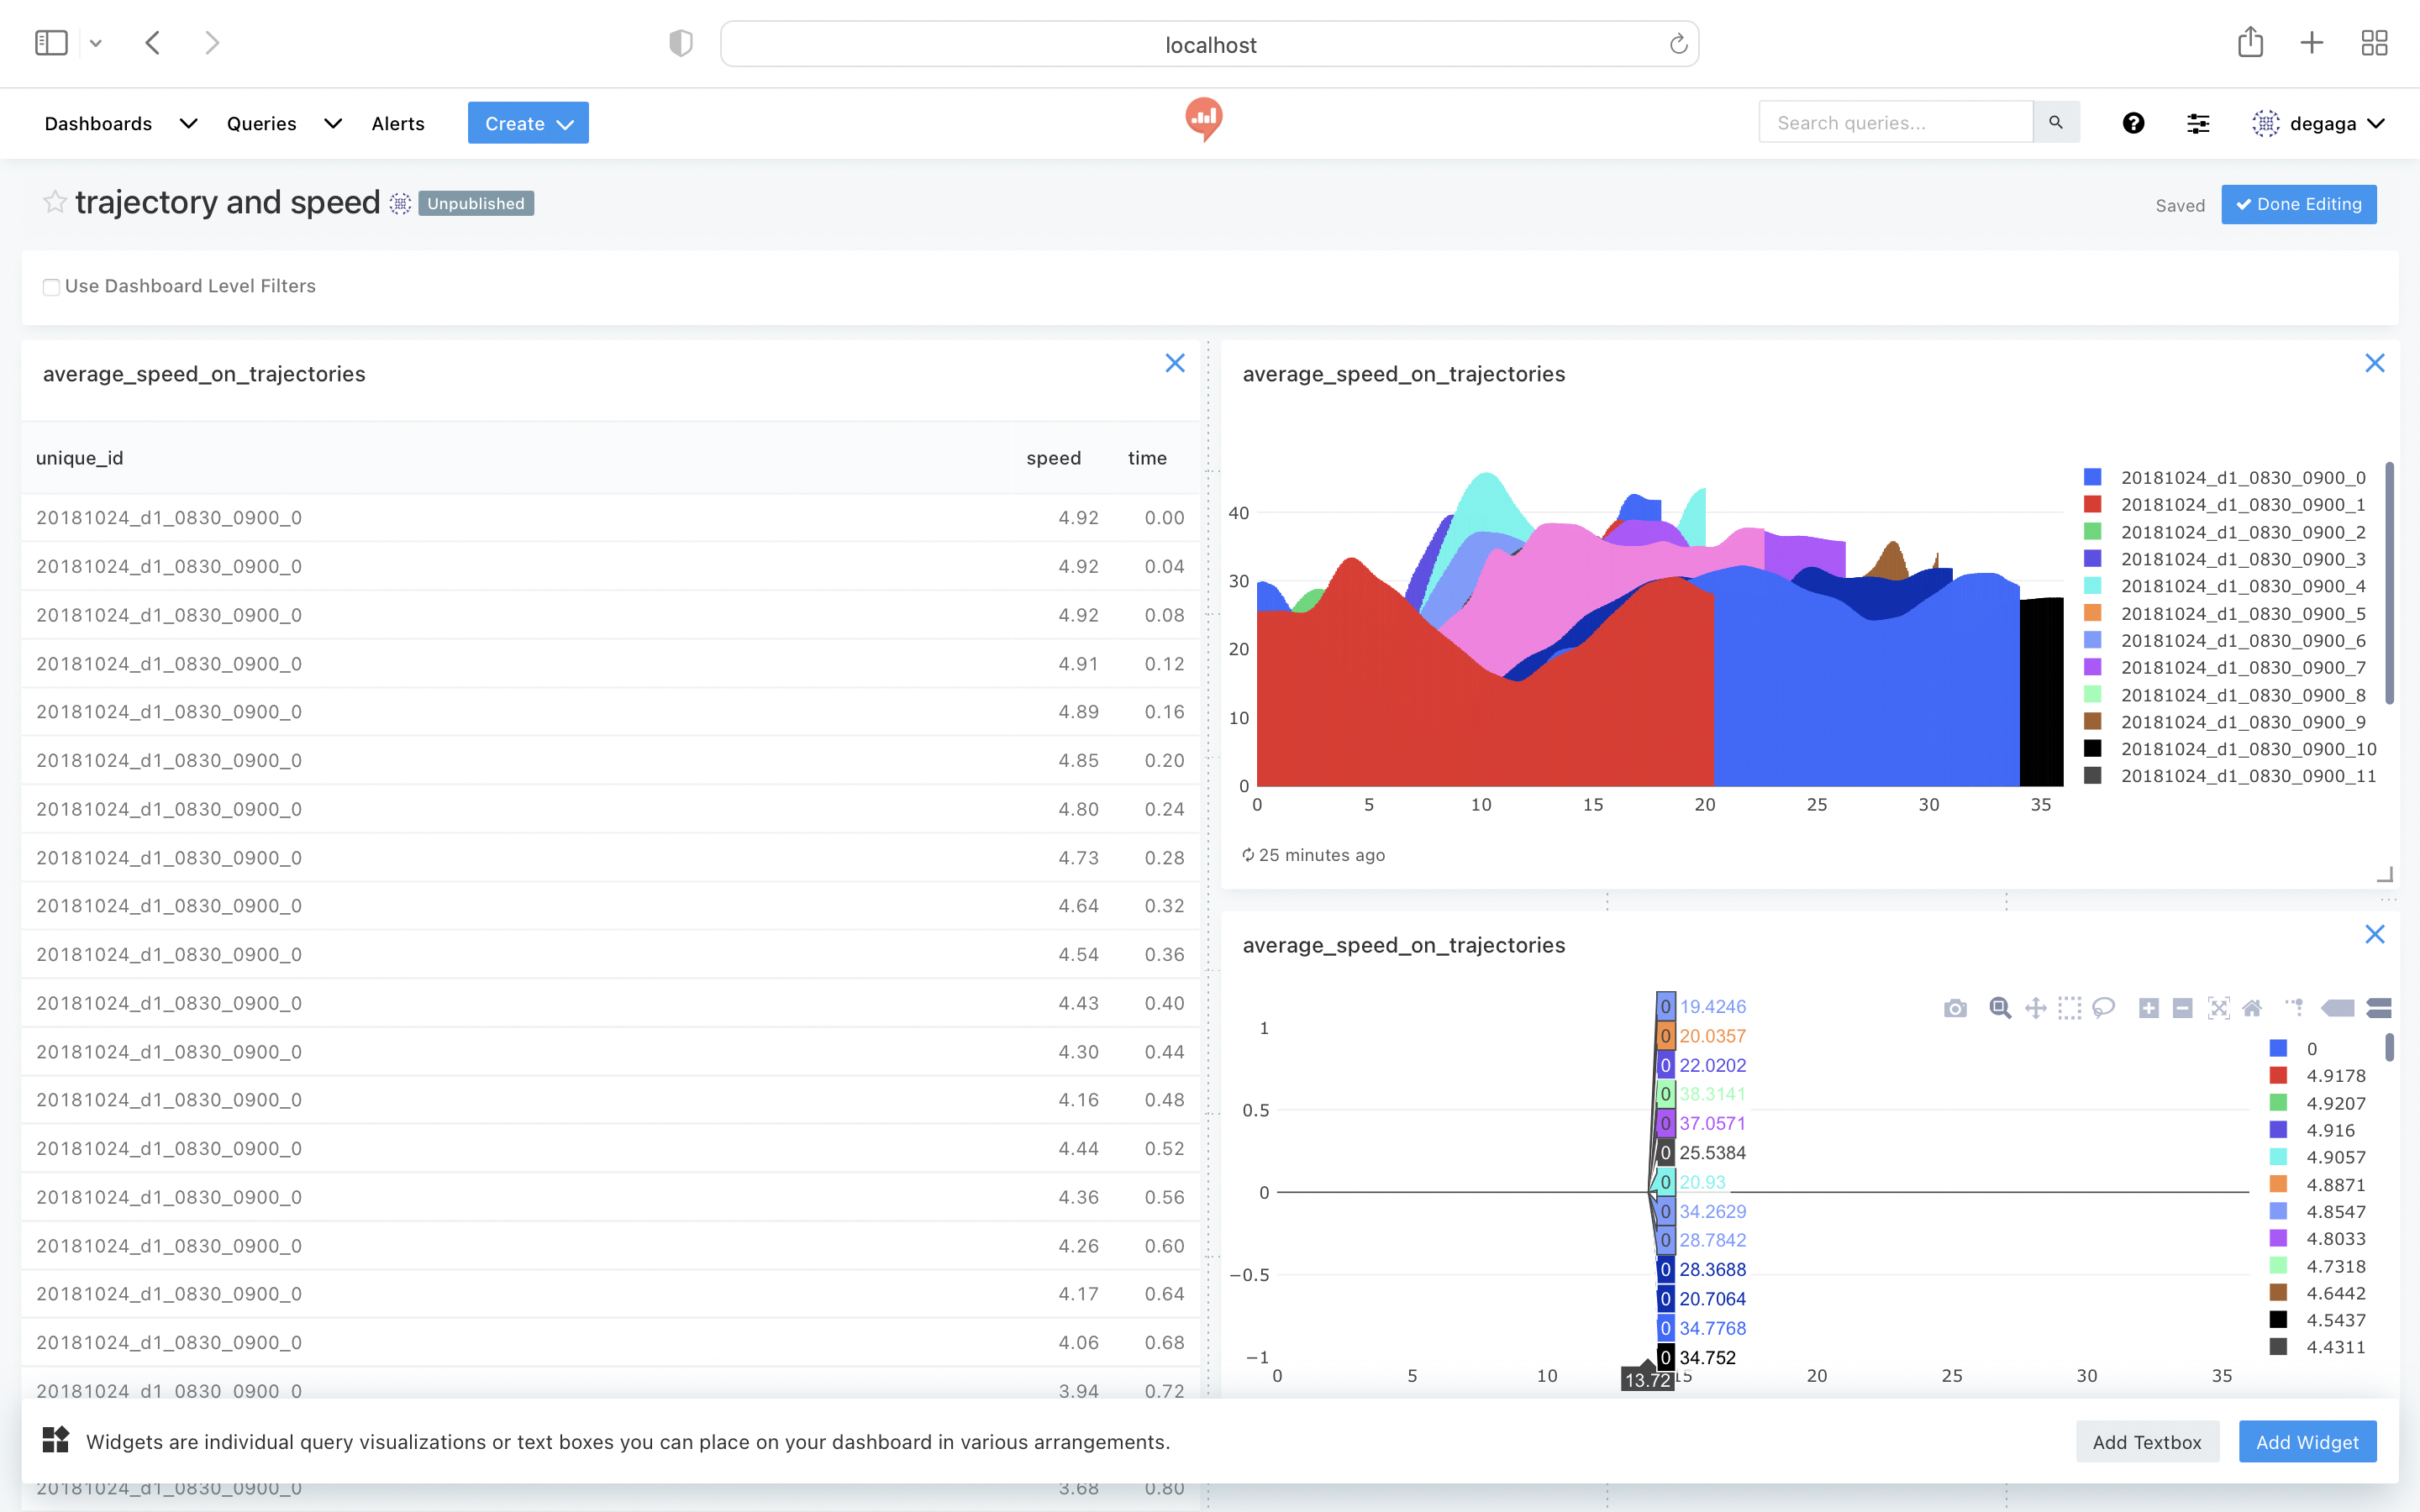 localhost
Dashboards Queries Alerts Create Search queries... degaga
trajectory and speed Unpublished Saved Done Editing
Use Dashboard Level Filters
average_speed_on_trajectories
unique_id speed time
20181024_d1_0830_0900_0 4.92 0.00
20181024_d1_0830_0900_0 4.92 0.04
20181024_d1_0830_0900_0 4.92 0.08
20181024_d1_0830_0900_0 4.91 0.12
20181024_d1_0830_0900_0 4.89 0.16
20181024_d1_0830_0900_0 4.85 0.20
20181024_d1_0830_0900_0 4.80 0.24
20181024_d1_0830_0900_0 4.73 0.28
20181024_d1_0830_0900_0 4.64 0.32
20181024_d1_0830_0900_0 4.54 0.36
20181024_d1_0830_0900_0 4.43 0.40
20181024_d1_0830_0900_0 4.30 0.44
20181024_d1_0830_0900_0 4.16 0.48
20181024_d1_0830_0900_0 4.44 0.52
20181024_d1_0830_0900_0 4.36 0.56
20181024_d1_0830_0900_0 4.26 0.60
20181024_d1_0830_0900_0 4.17 0.64
20181024_d1_0830_0900_0 4.06 0.68
20181024_d1_0830_0900_0 3.94 0.72
20181024_d1_0830_0900_0 3.68 0.80
average_speed_on_trajectories
40
30
20
10
0
0 5 10 15 20 25 30 35
20181024_d1_0830_0900_0
20181024_d1_0830_0900_1
20181024_d1_0830_0900_2
20181024_d1_0830_0900_3
20181024_d1_0830_0900_4
20181024_d1_0830_0900_5
20181024_d1_0830_0900_6
20181024_d1_0830_0900_7
20181024_d1_0830_0900_8
20181024_d1_0830_0900_9
20181024_d1_0830_0900_10
20181024_d1_0830_0900_11
25 minutes ago
average_speed_on_trajectories
1
0.5
0
−0.5
−1
0 19.4246
0 20.0357
0 22.0202
0 38.3141
0 37.0571
0 25.5384
0 20.93
0 34.2629
0 28.7842
0 28.3688
0 20.7064
0 34.7768
0 34.752
0 5 10 13.72 15 20 25 30 35
0
4.9178
4.9207
4.916
4.9057
4.8871
4.8547
4.8033
4.7318
4.6442
4.5437
4.4311
Widgets are individual query visualizations or text boxes you can place on your dashboard in various arrangements.
Add Textbox Add Widget